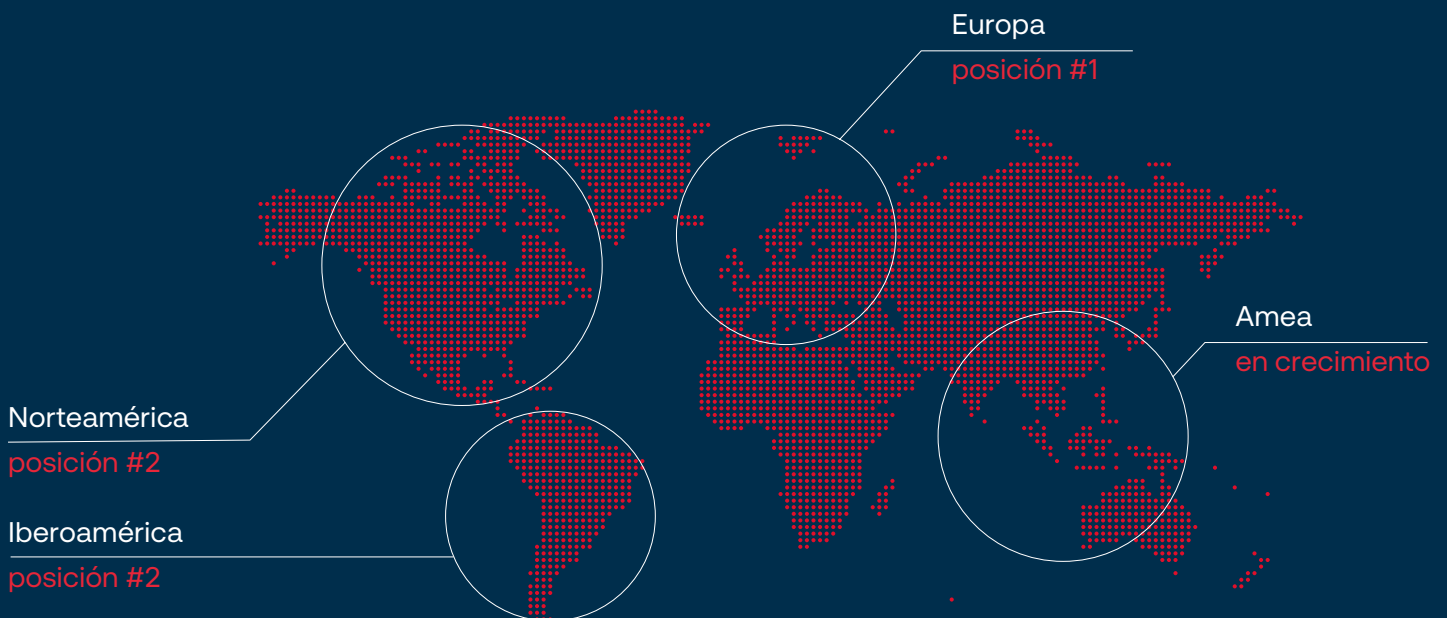 Europa
posición #1
Amea
en crecimiento
Norteamérica
posición #2
Iberoamérica
posición #2